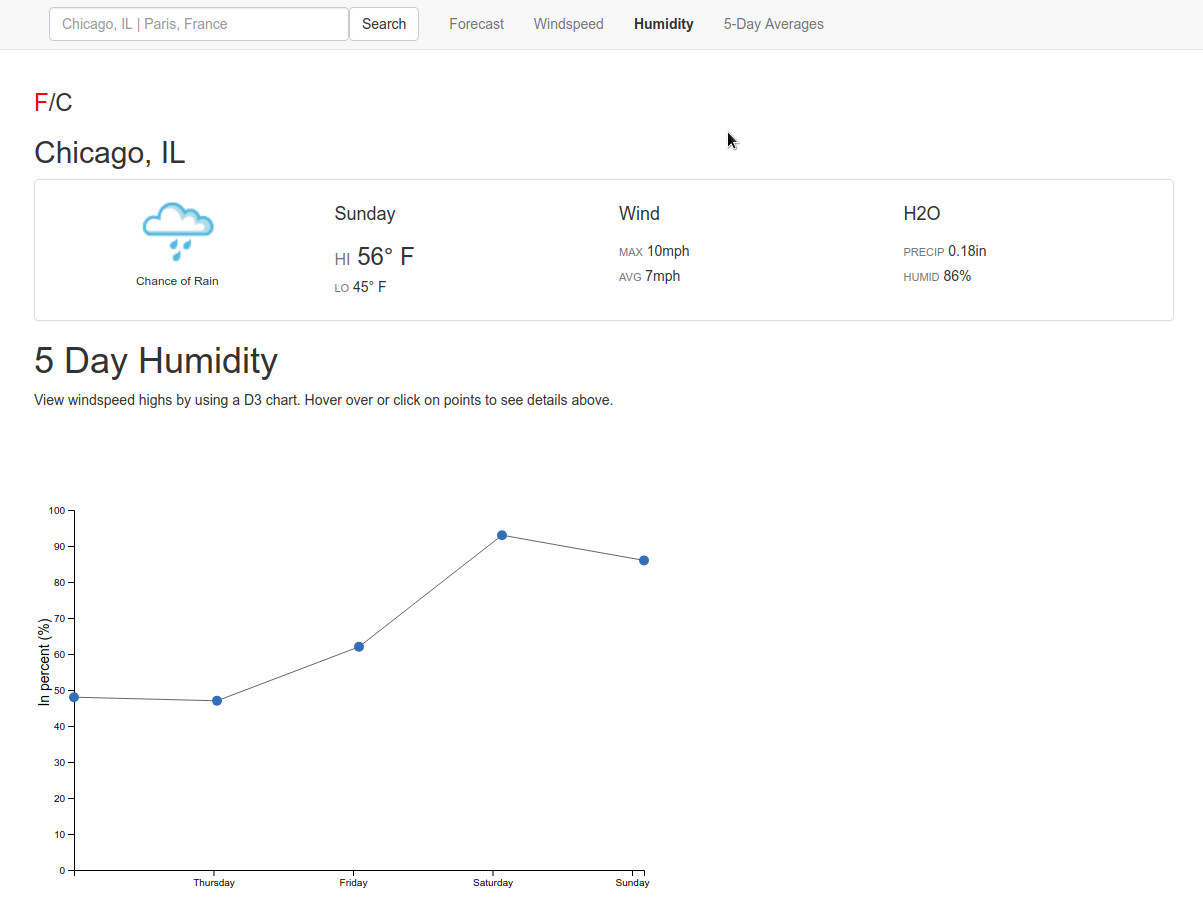 Chicago, IL | Paris, France Search Forecast Windspeed Humidity 5-Day Averages
F/C
Chicago, IL
Chance of Rain
Sunday
HI 56° F
LO 45° F
Wind
MAX 10mph
AVG 7mph
H2O
PRECIP 0.18in
HUMID 86%
5 Day Humidity
View windspeed highs by using a D3 chart. Hover over or click on points to see details above.
In percent (%)
100
90
80
70
60
50
40
30
20
10
0
Thursday Friday Saturday Sunday